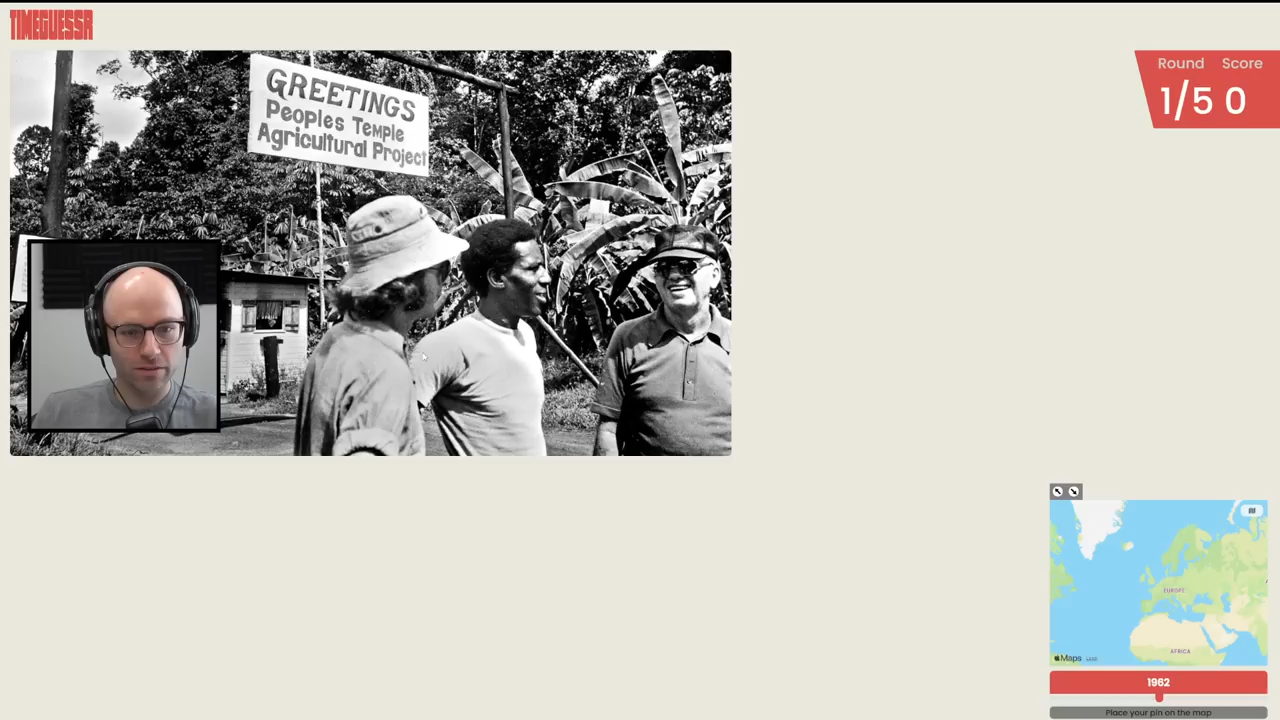 TIMEGUESSR
GREETINGS
Peoples Temple
Agricultural Project
Round Score
1/5 0
EUROPE
AFRICA
Maps
1962
Place your pin on the map